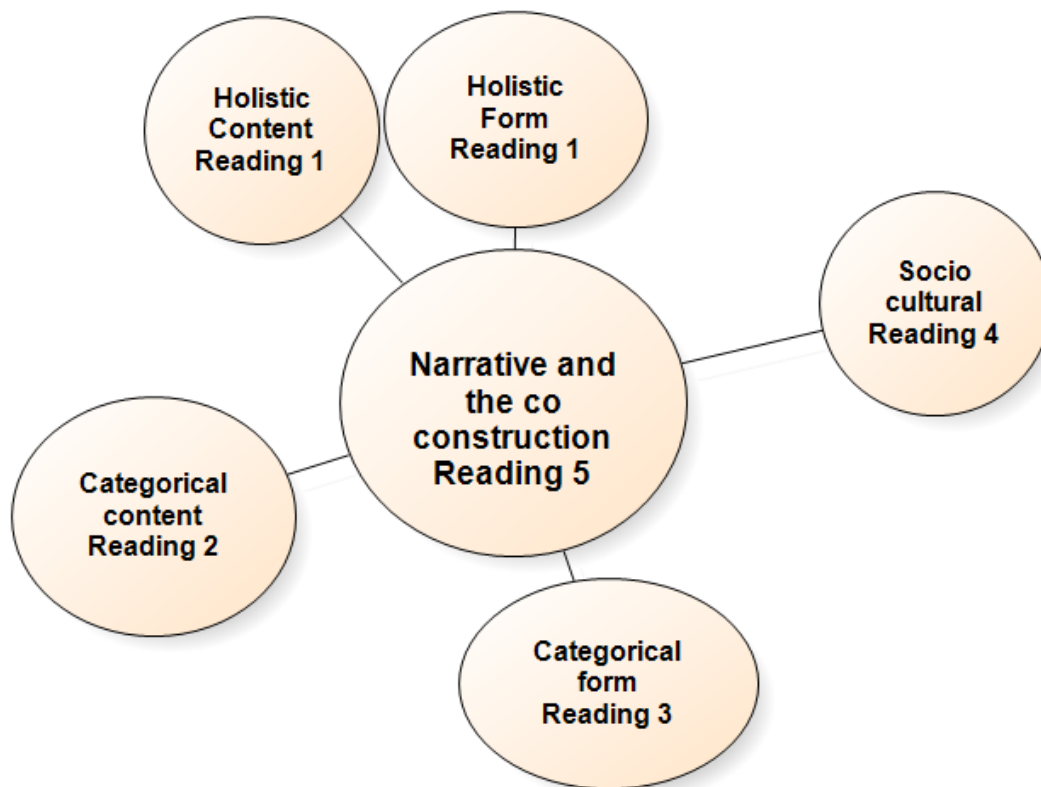 Holistic
Content
Reading 1
Holistic
Form
Reading 1
Socio
cultural
Reading 4
Narrative and
the co
construction
Reading 5
Categorical
content
Reading 2
Categorical
form
Reading 3